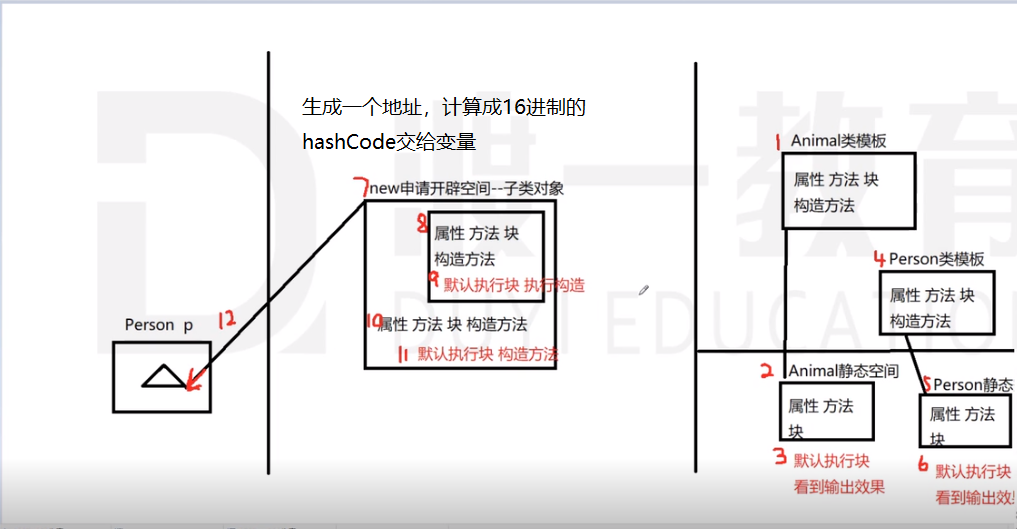 生成一个地址，计算成16进制的
hashCode交给变量
1 Animal类模板
属性 方法 块
构造方法
7 new申请开辟空间--子类对象
8 属性 方法 块
构造方法
9 默认执行块 执行构造
4 Person类模板
属性 方法 块
构造方法
Person p
12
10 属性 方法 块 构造方法
11 默认执行块 构造方法
2 Animal静态空间
属性 方法
块
3 默认执行块
看到输出效果
5 Person静态
属性 方法
块
6 默认执行块
看到输出效
唯一教育
DUYI EDUCATIO